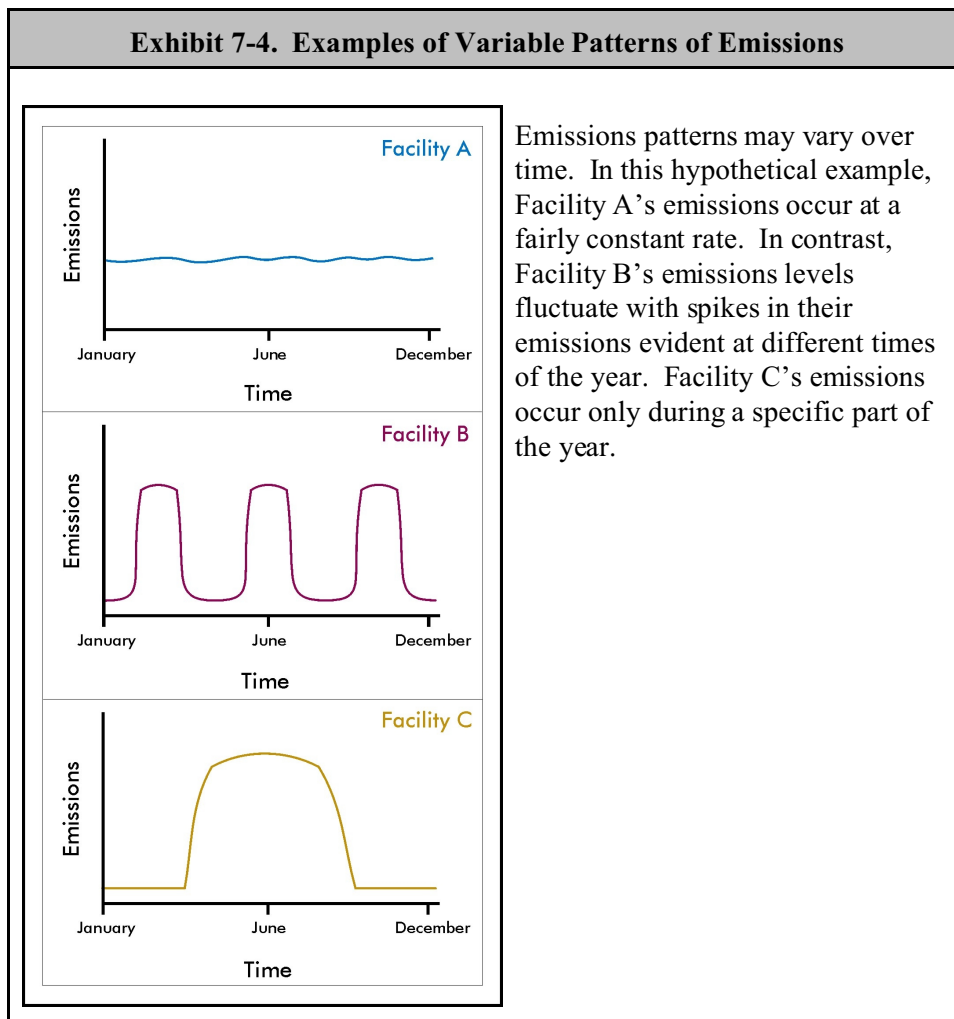 Exhibit 7-4.  Examples of Variable Patterns of Emissions
Facility A
Emissions
January
June
December
Time
Facility B
Emissions
January
June
December
Time
Facility C
Emissions
January
June
December
Time
Emissions patterns may vary over
time.  In this hypothetical example,
Facility A’s emissions occur at a
fairly constant rate.  In contrast,
Facility B’s emissions levels
fluctuate with spikes in their
emissions evident at different times
of the year.  Facility C’s emissions
occur only during a specific part of
the year.